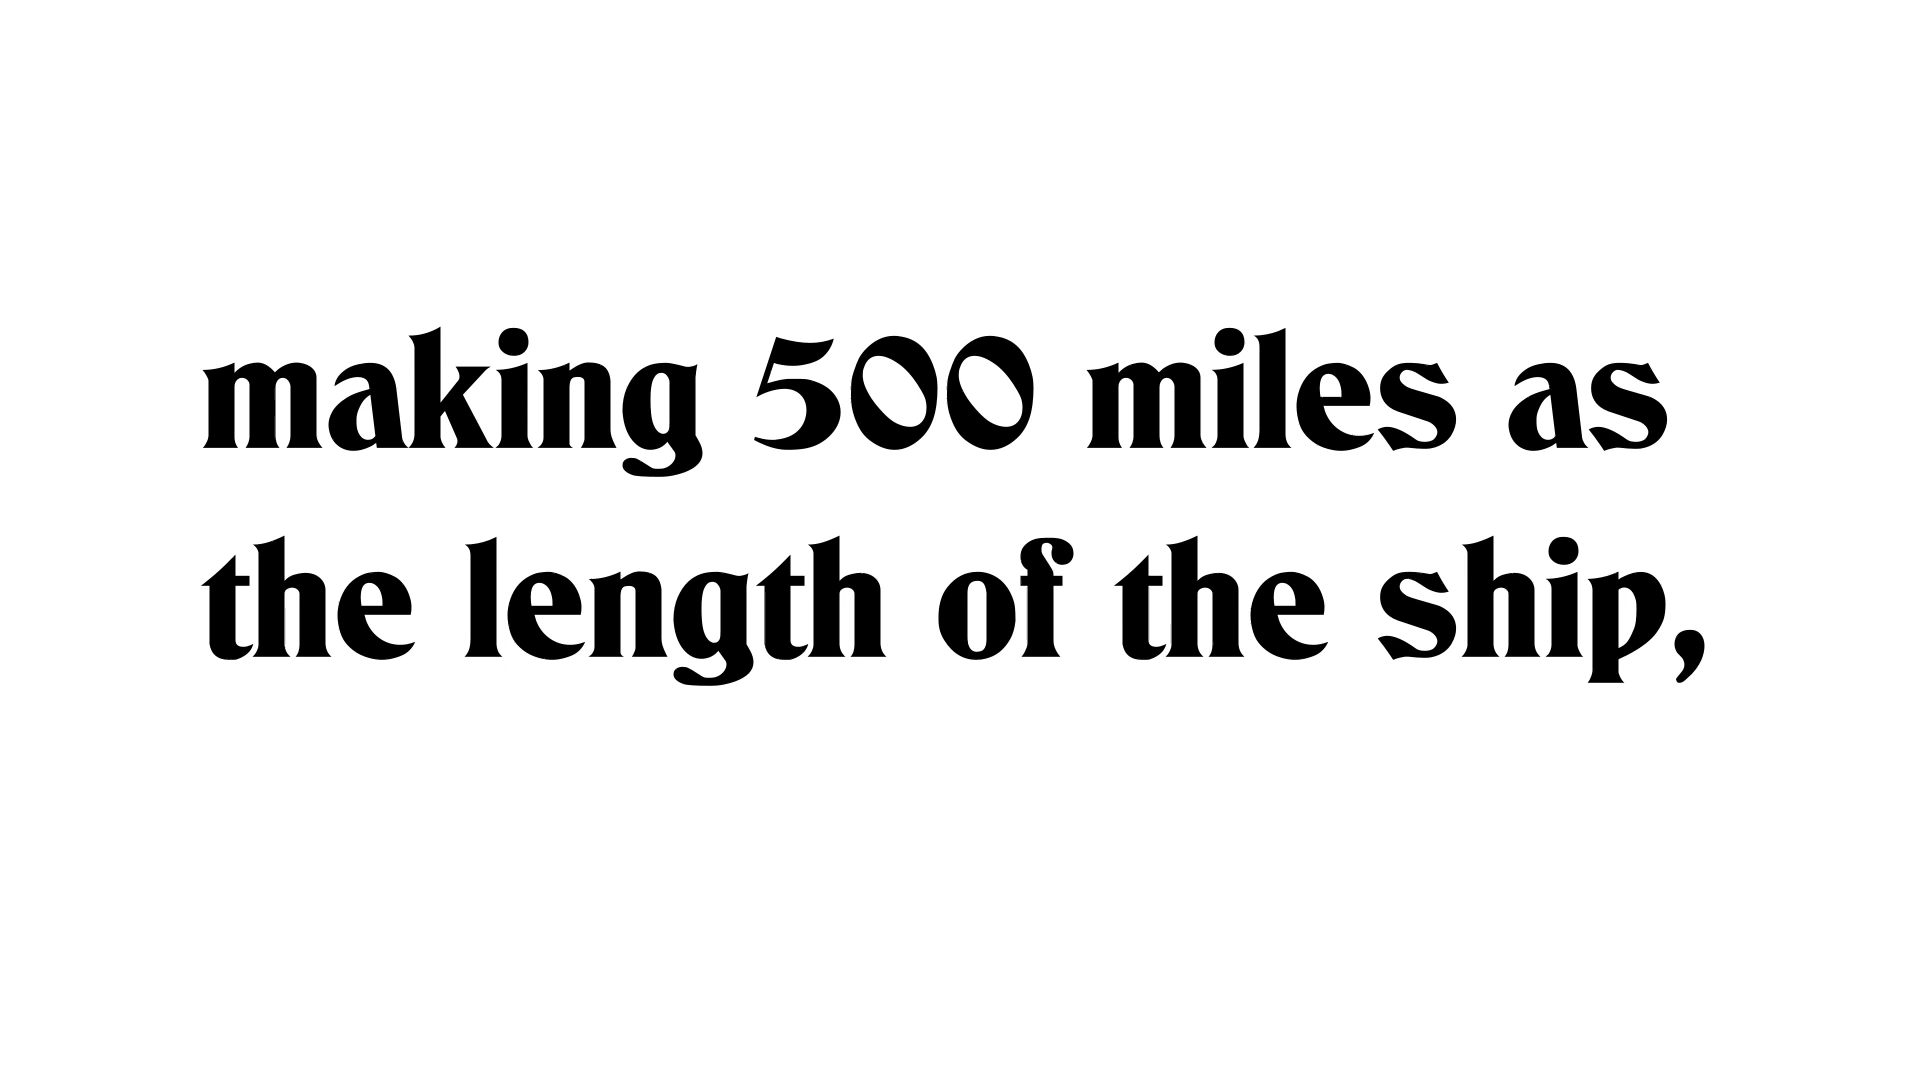 making 500 miles as
the length of the ship,